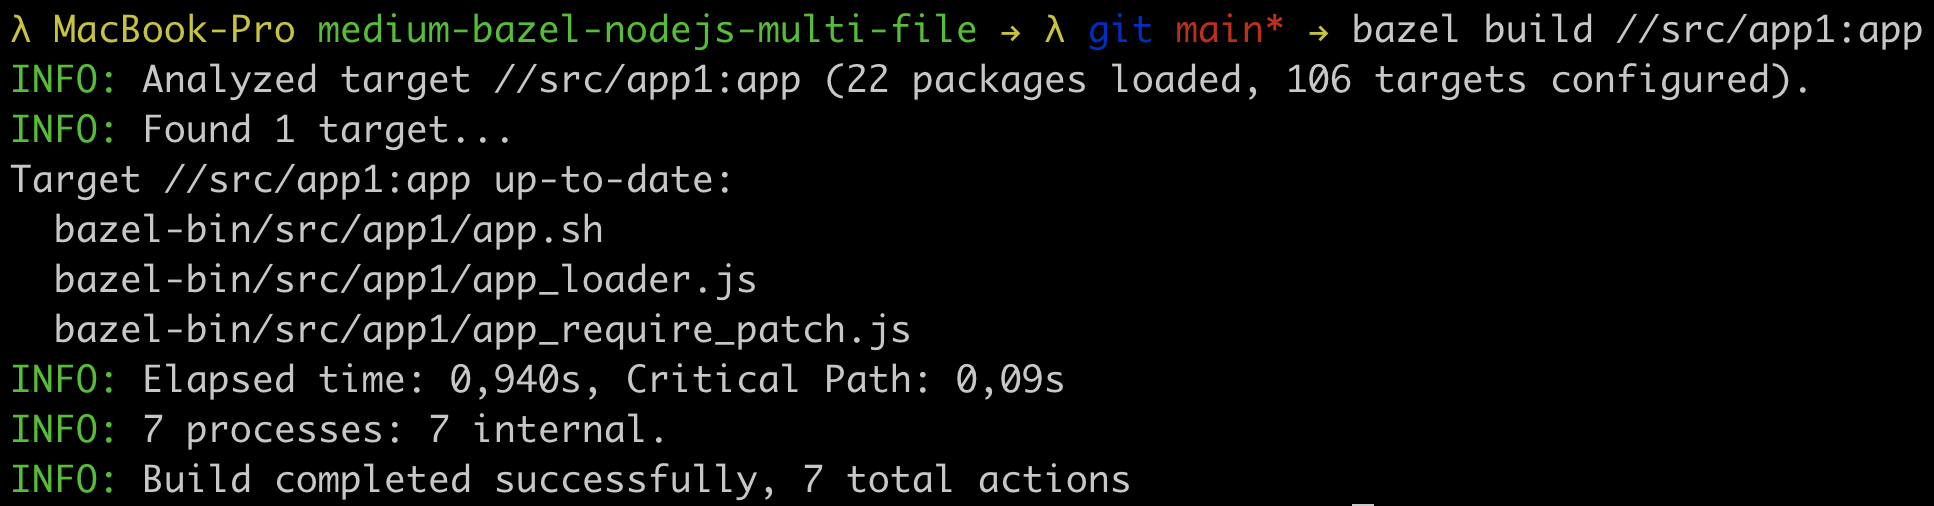 λ MacBook-Pro medium-bazel-nodejs-multi-file → λ git main* → bazel build //src/app1:app
INFO: Analyzed target //src/app1:app (22 packages loaded, 106 targets configured).
INFO: Found 1 target...
Target //src/app1:app up-to-date:
  bazel-bin/src/app1/app.sh
  bazel-bin/src/app1/app_loader.js
  bazel-bin/src/app1/app_require_patch.js
INFO: Elapsed time: 0,940s, Critical Path: 0,09s
INFO: 7 processes: 7 internal.
INFO: Build completed successfully, 7 total actions